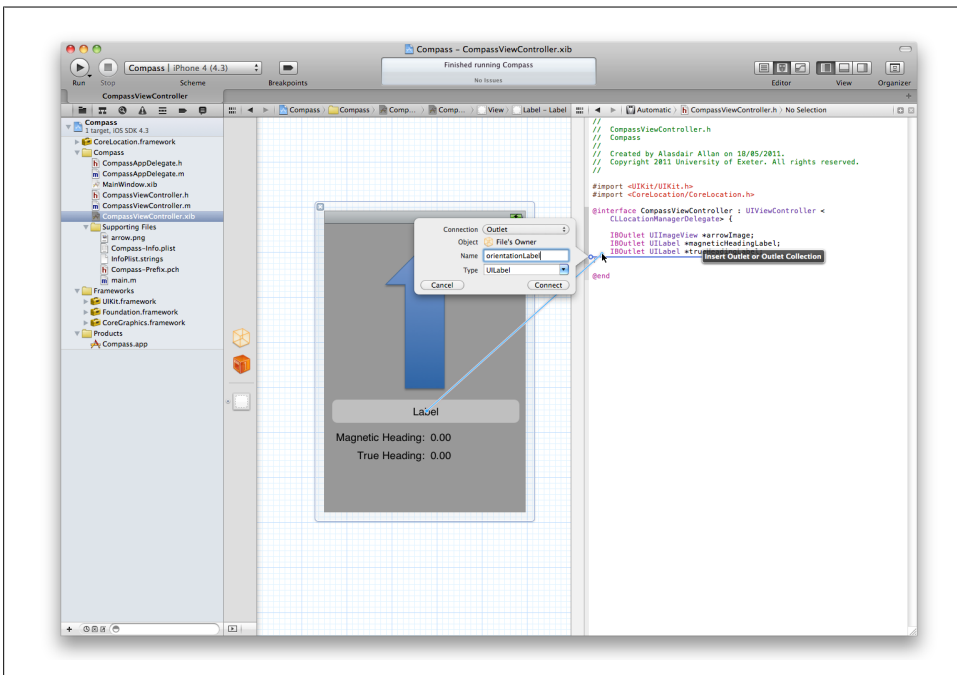 Compass – CompassViewController.xib
Compass | iPhone 4 (4.3)
Finished running Compass
No Issues
Run Stop Scheme Breakpoints Editor View Organizer
CompassViewController
Compass
1 target, iOS SDK 4.3
CoreLocation.framework
Compass
CompassAppDelegate.h
CompassAppDelegate.m
MainWindow.xib
CompassViewController.h
CompassViewController.m
CompassViewController.xib
Supporting Files
arrow.png
Compass-Info.plist
InfoPlist.strings
Compass-Prefix.pch
main.m
Frameworks
UIKit.framework
Foundation.framework
CoreGraphics.framework
Products
Compass.app
Compass Compass Comp... Comp... View Label – Label
Connection Outlet
Object File's Owner
Name orientationLabel
Type UILabel
Cancel Connect
Label
Magnetic Heading: 0.00
True Heading: 0.00
Automatic CompassViewController.h No Selection
//
// CompassViewController.h
// Compass
//
// Created by Alasdair Allan on 18/05/2011.
// Copyright 2011 University of Exeter. All rights reserved.
//
#import <UIKit/UIKit.h>
#import <CoreLocation/CoreLocation.h>
@interface CompassViewController : UIViewController <
CLLocationManagerDelegate> {
IBOutlet UIImageView *arrowImage;
IBOutlet UILabel *magneticHeadingLabel;
IBOutlet UILabel
Insert Outlet or Outlet Collection
@end